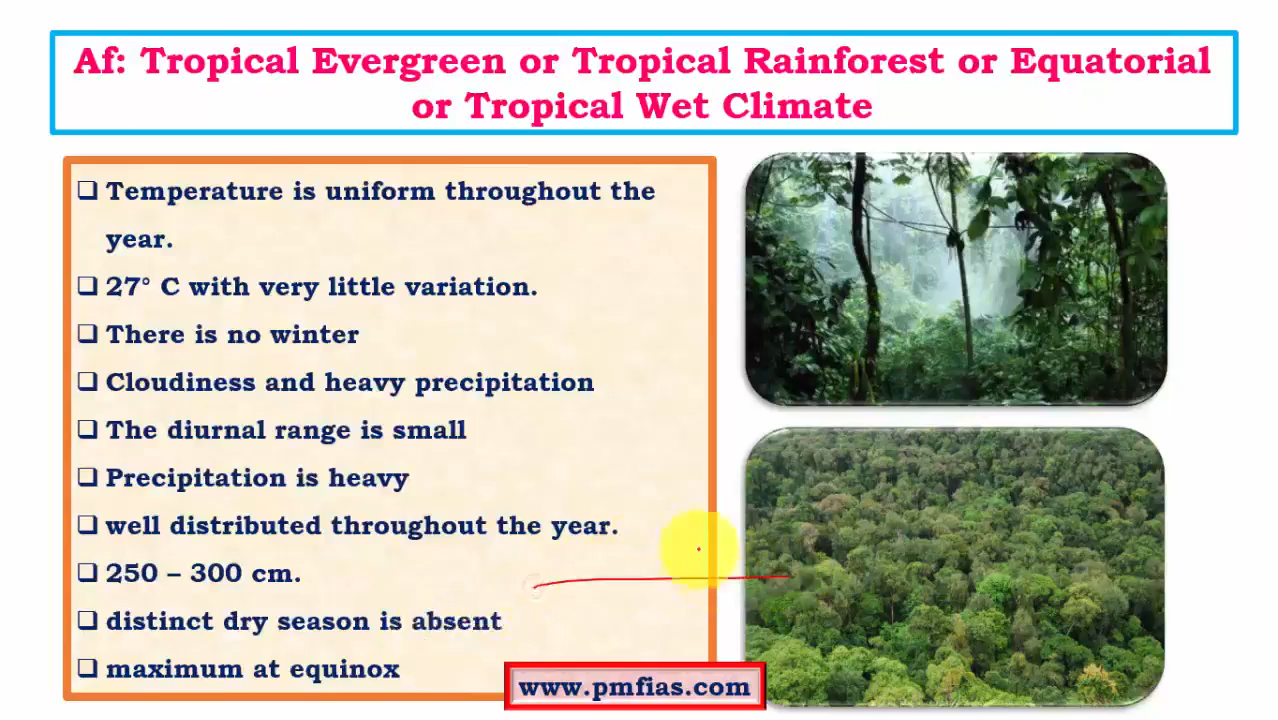 Af: Tropical Evergreen or Tropical Rainforest or Equatorial
or Tropical Wet Climate
❑ Temperature is uniform throughout the
year.
❑ 27° C with very little variation.
❑ There is no winter
❑ Cloudiness and heavy precipitation
❑ The diurnal range is small
❑ Precipitation is heavy
❑ well distributed throughout the year.
❑ 250 – 300 cm.
❑ distinct dry season is absent
❑ maximum at equinox
www.pmfias.com